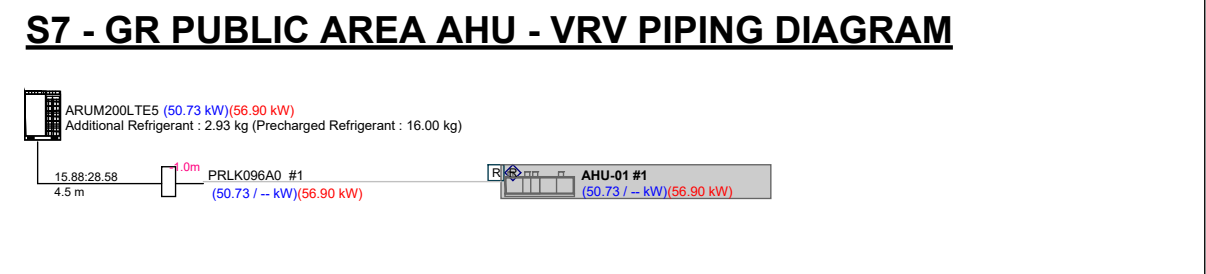 S7 - GR PUBLIC AREA AHU - VRV PIPING DIAGRAM
ARUM200LTE5 (50.73 kW)(56.90 kW)
Additional Refrigerant : 2.93 kg (Precharged Refrigerant : 16.00 kg)
15.88:28.58
4.5 m
-1.0m
PRLK096A0 #1
(50.73 / -- kW)(56.90 kW)
R
R
AHU-01 #1
(50.73 / -- kW)(56.90 kW)